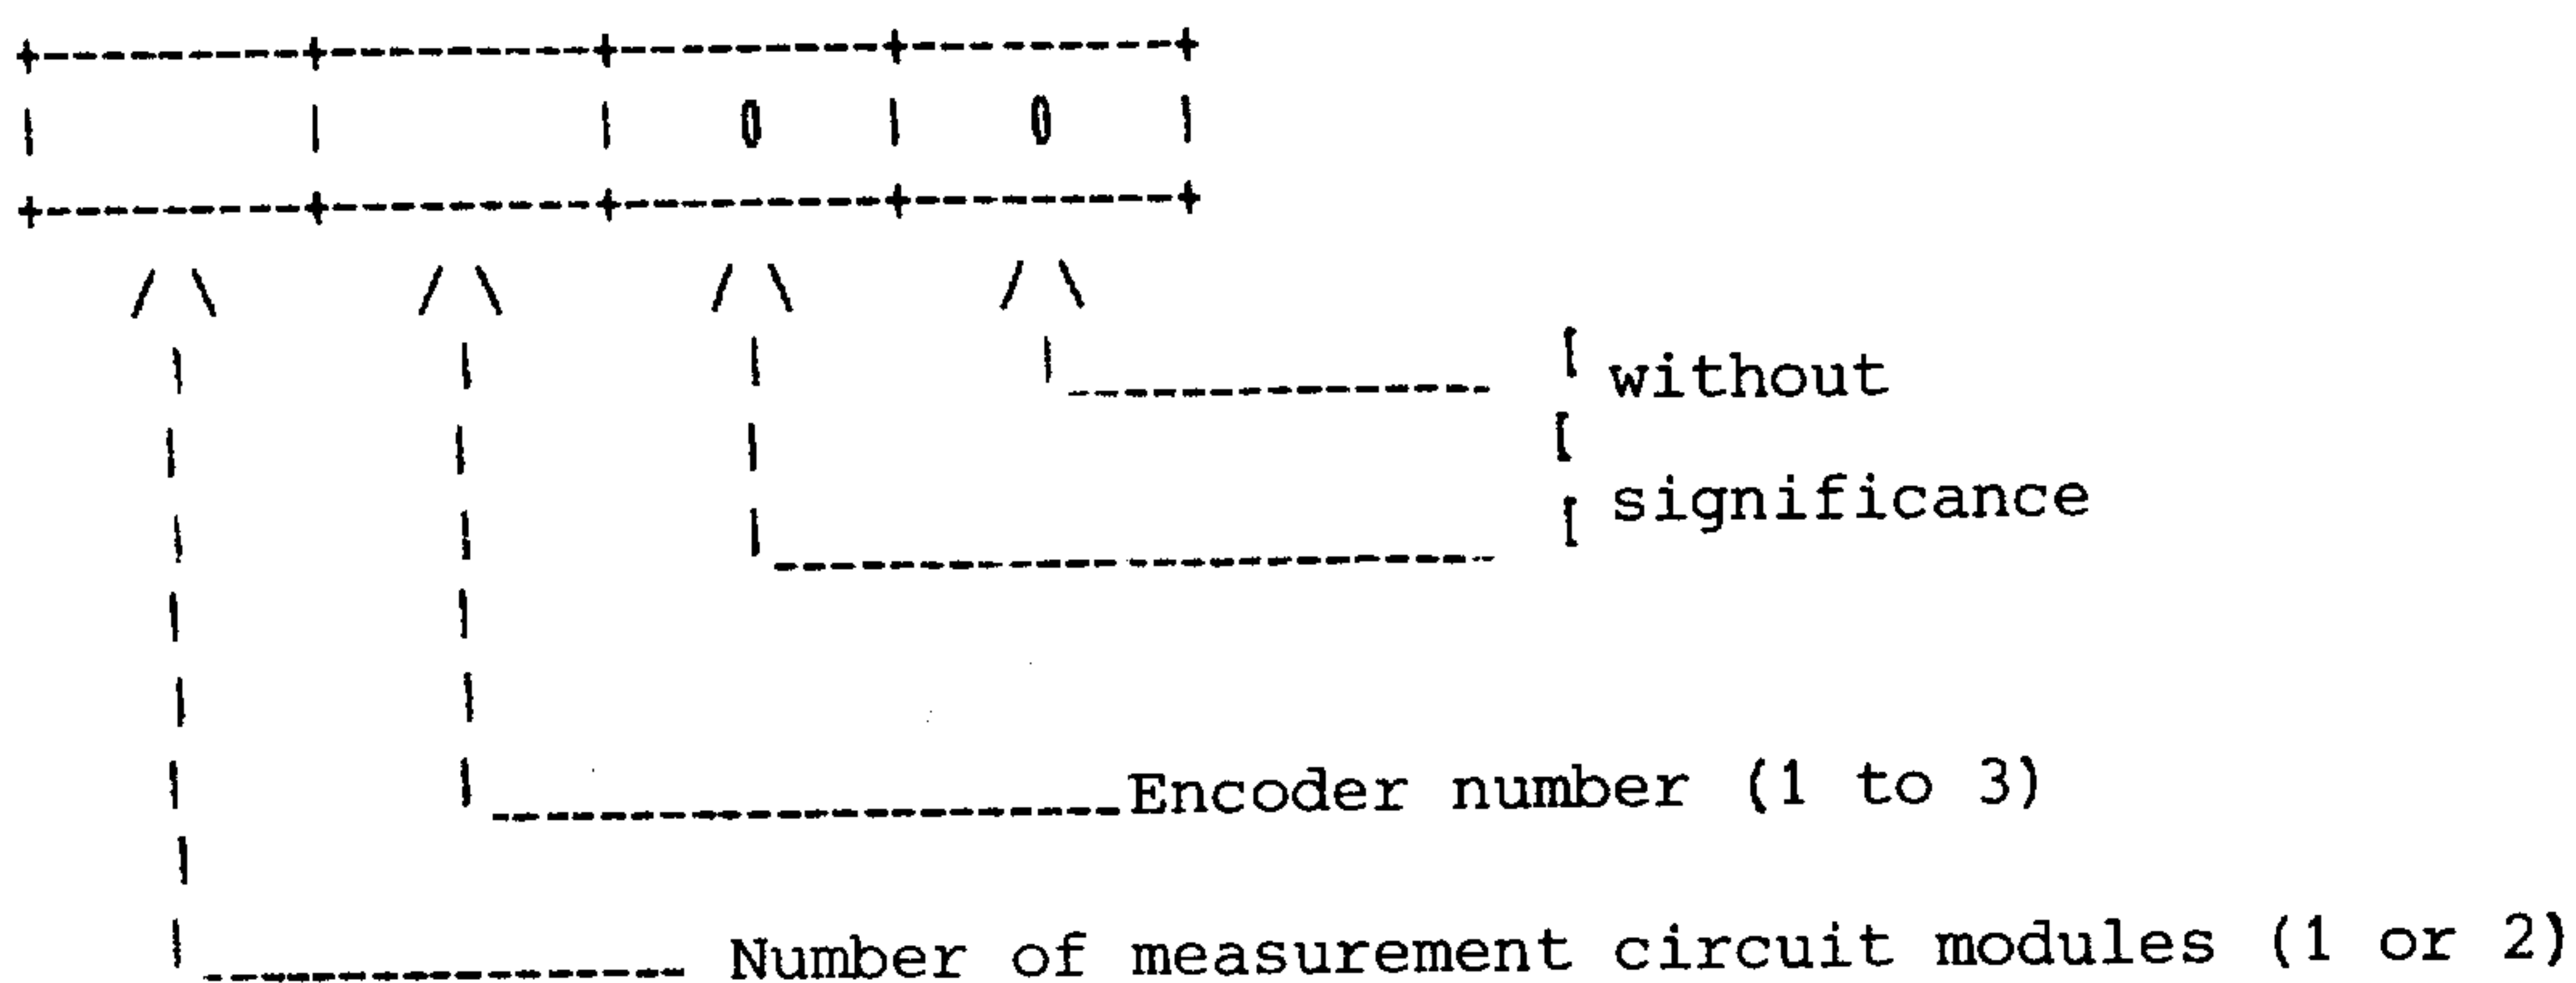 0 0
without
significance
Encoder number (1 to 3)
Number of measurement circuit modules (1 or 2)